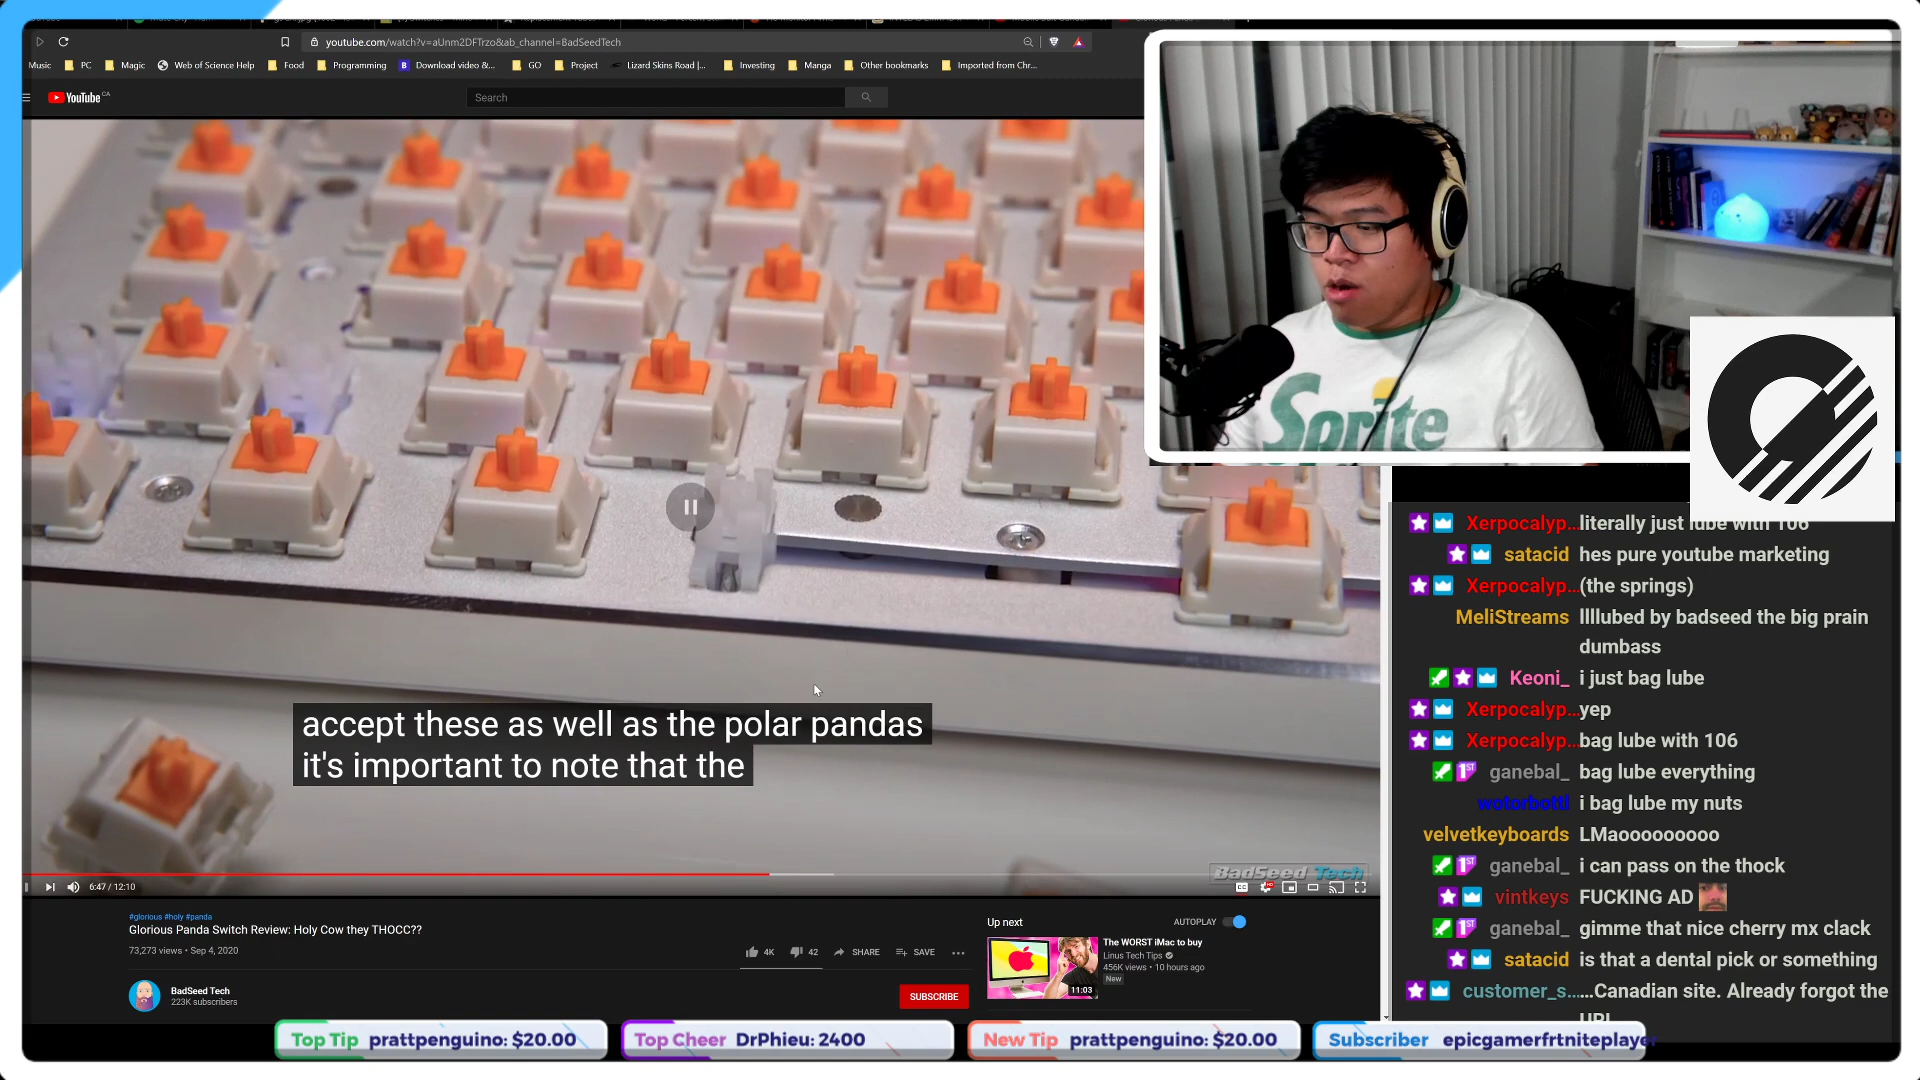 youtube.com/watch?v=aUnm2DFTrzo&ab_channel=BadSeedTech
Music PC Magic Web of Science Help Food Programming Download video &... GO Project Lizard Skins Road |... Investing Manga Other bookmarks Imported from Chr...
YouTube CA
Search
Sprite
accept these as well as the polar pandas
it's important to note that the
BadSeed Tech
6:47 / 12:10
#glorious #holy #panda
Glorious Panda Switch Review: Holy Cow they THOCC??
73,273 views • Sep 4, 2020
4K 42 SHARE SAVE
BadSeed Tech
223K subscribers
SUBSCRIBE
Up next
AUTOPLAY
The WORST iMac to buy
Linus Tech Tips
456K views • 10 hours ago
New
11:03
Xerpocalyp... literally just lube with 106
satacid hes pure youtube marketing
Xerpocalyp... (the springs)
MeliStreams llllubed by badseed the big prain
dumbass
Keoni_ i just bag lube
Xerpocalyp... yep
Xerpocalyp... bag lube with 106
ganebal_ bag lube everything
wotorbottl i bag lube my nuts
velvetkeyboards LMaooooooooo
ganebal_ i can pass on the thock
vintkeys FUCKING AD
ganebal_ gimme that nice cherry mx clack
satacid is that a dental pick or something
customer_s... ...Canadian site. Already forgot the
URL
Top Tip prattpenguino: $20.00
Top Cheer DrPhieu: 2400
New Tip prattpenguino: $20.00
Subscriber epicgamerfrtniteplayer